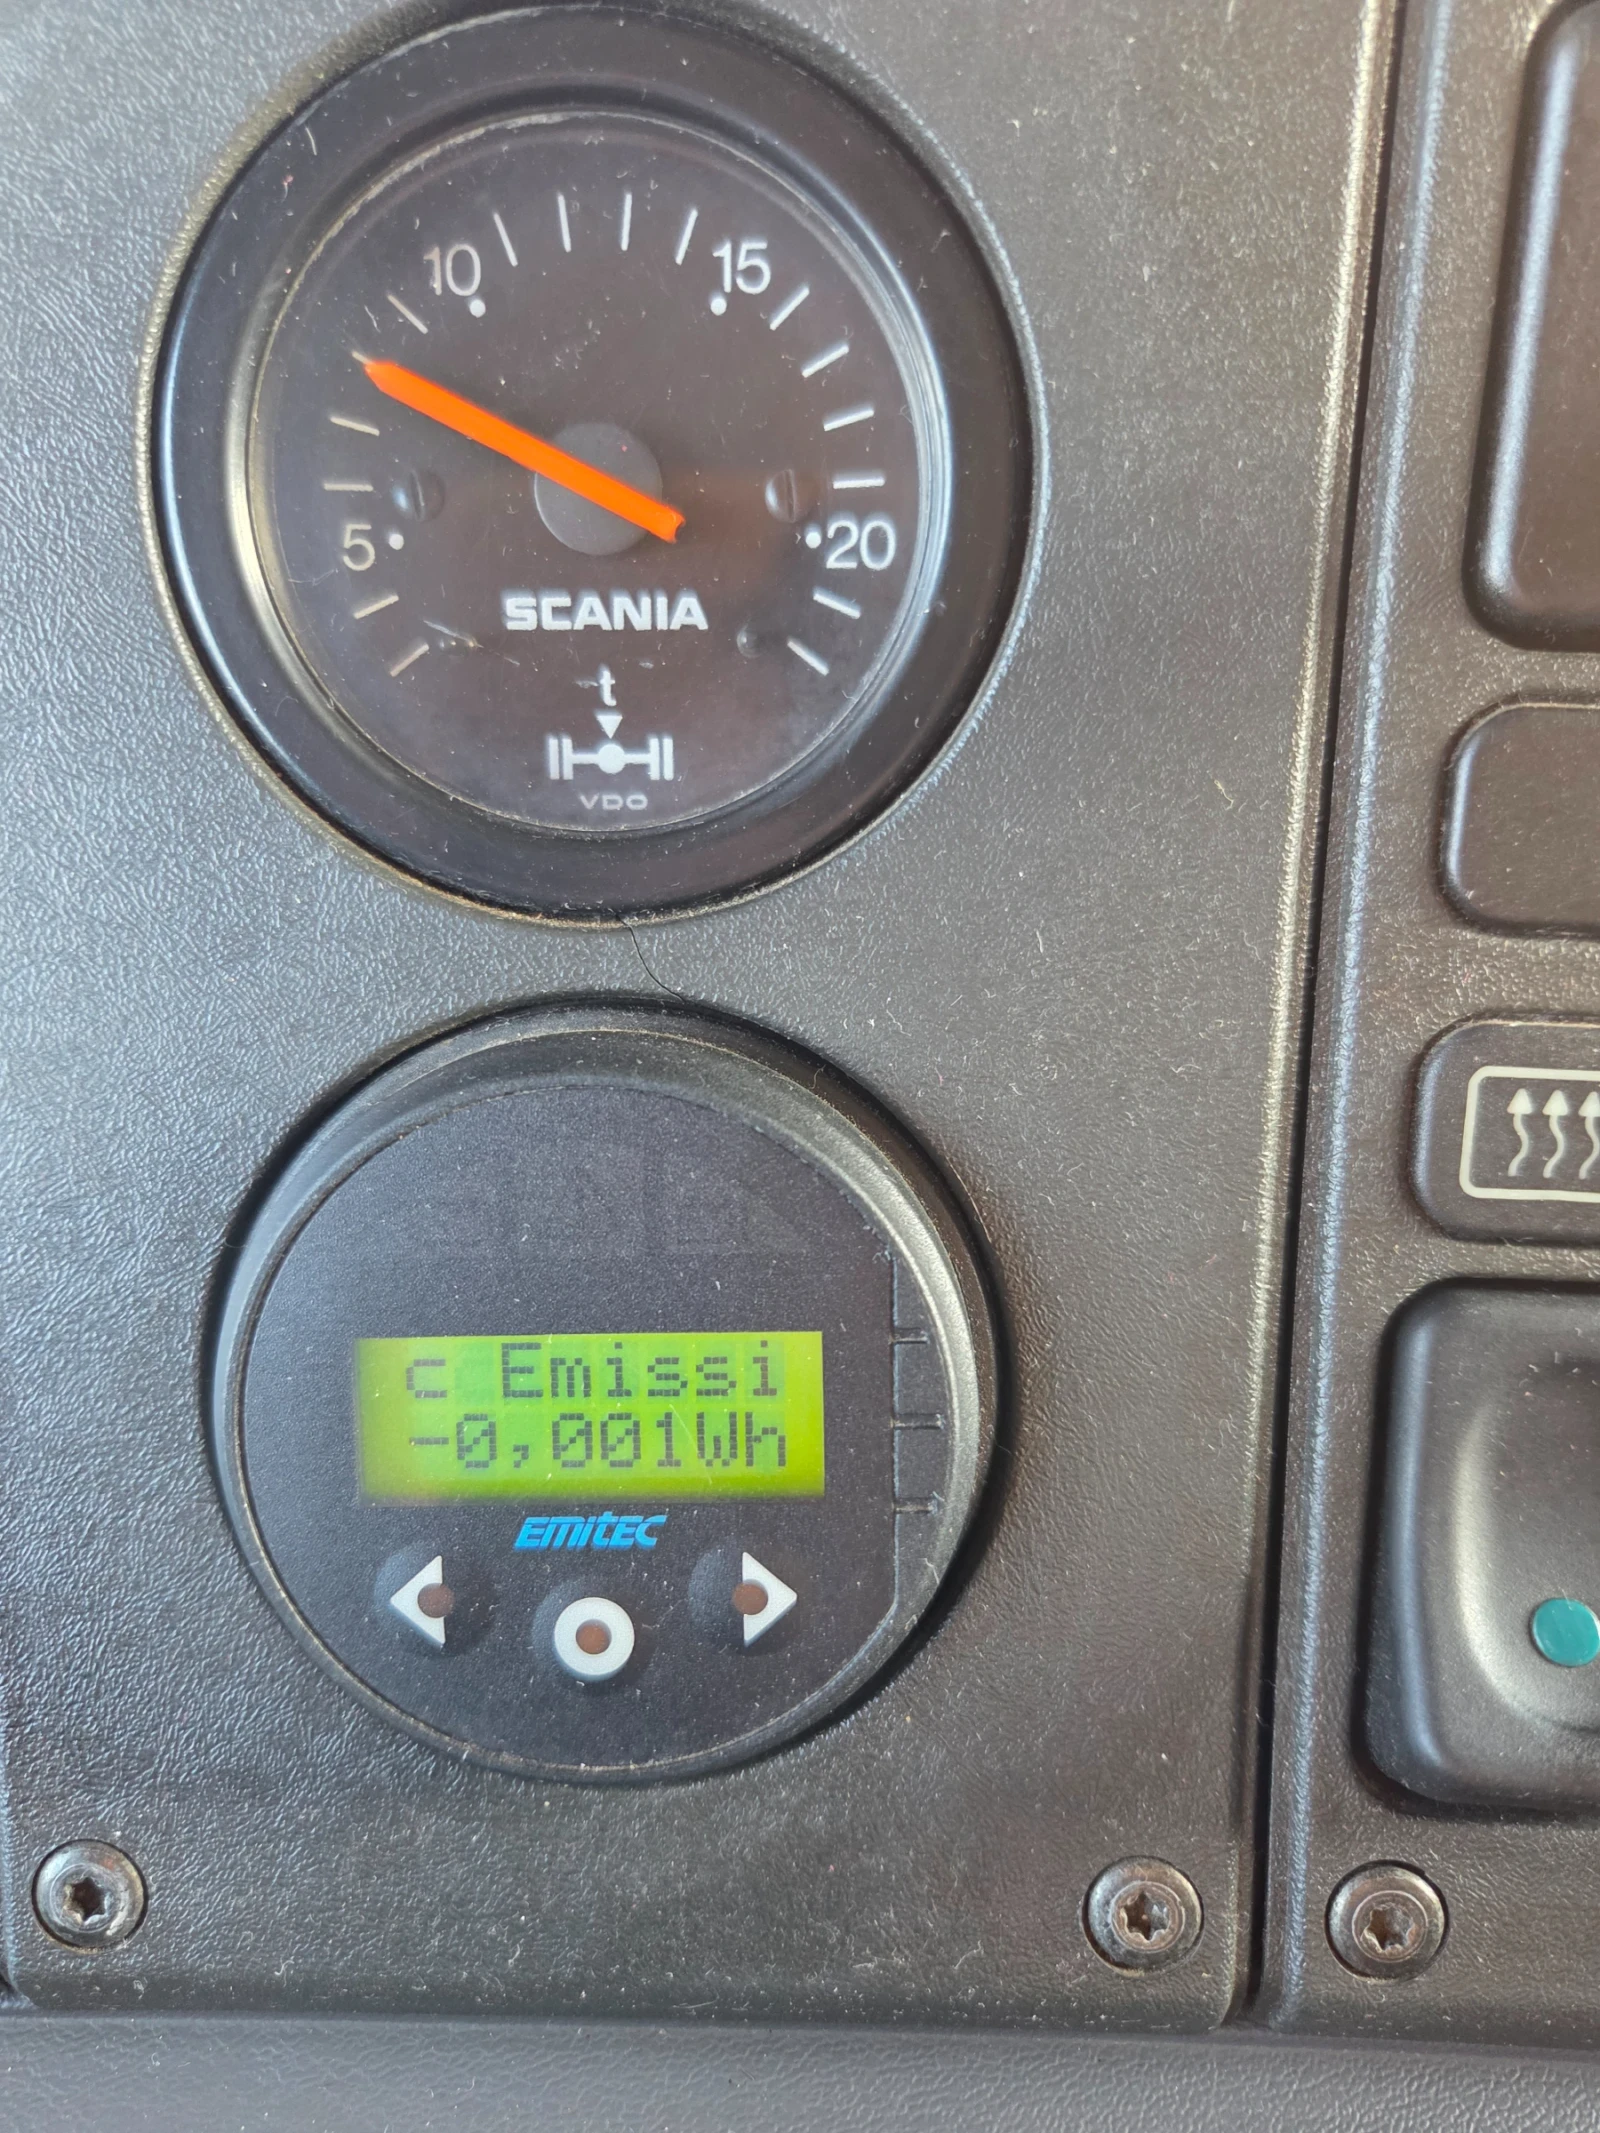 10 15
5 20
SCANIA
t
VDO
c Emissi
-0,001Wh
EMITEC